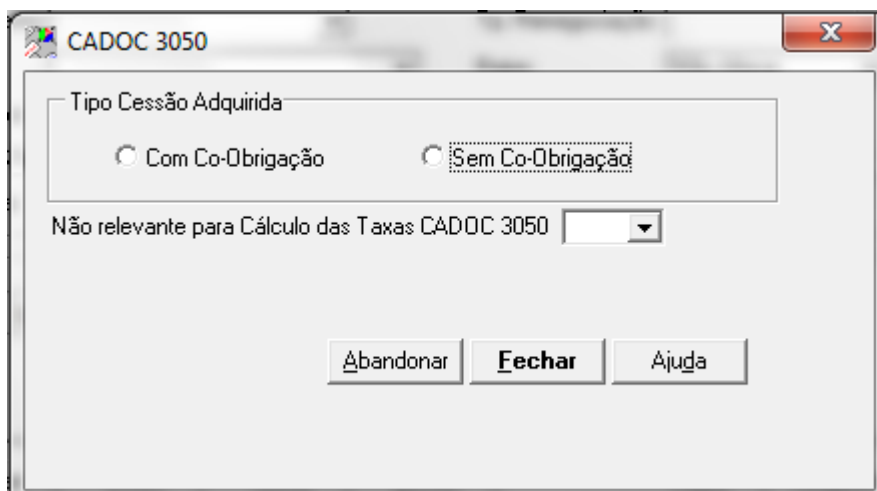 CADOC 3050
Tipo Cessão Adquirida
Com Co-Obrigação Sem Co-Obrigação
Não relevante para Cálculo das Taxas CADOC 3050
Abandonar Fechar Ajuda